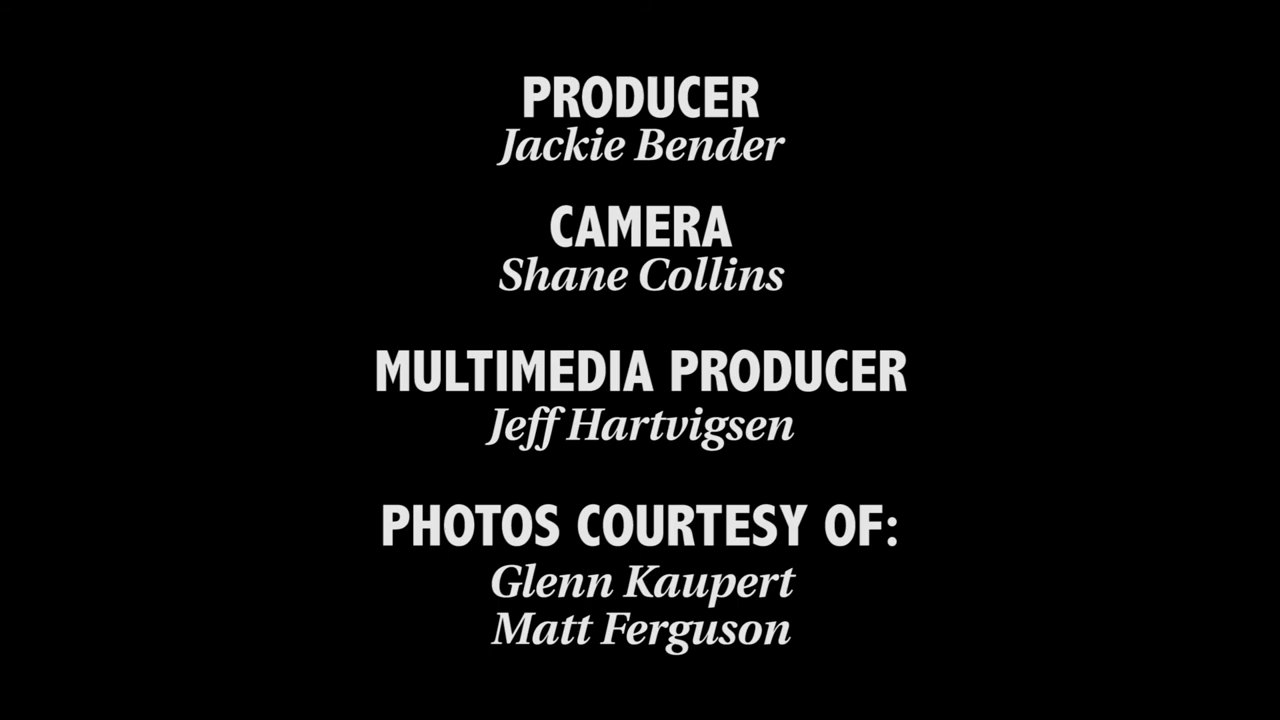 PRODUCER
Jackie Bender
CAMERA
Shane Collins
MULTIMEDIA PRODUCER
Jeff Hartvigsen
PHOTOS COURTESY OF:
Glenn Kaupert
Matt Ferguson